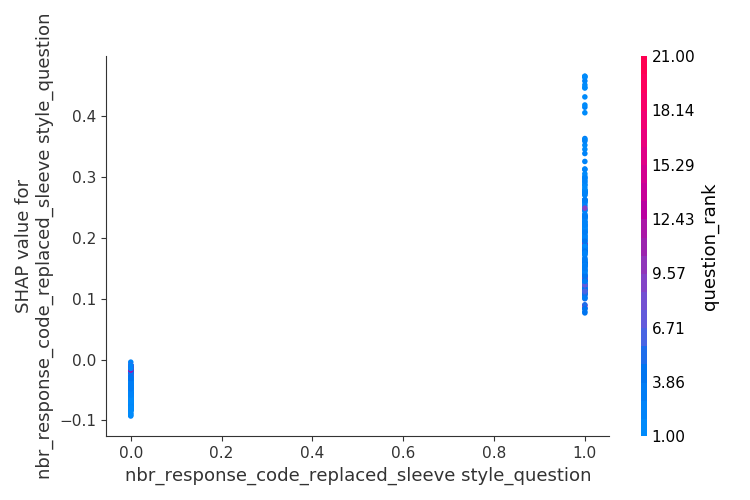 SHAP value for
nbr_response_code_replaced_sleeve style_question
0.4
0.3
0.2
0.1
0.0
−0.1
0.0 0.2 0.4 0.6 0.8 1.0
nbr_response_code_replaced_sleeve style_question
21.00
18.14
15.29
12.43
9.57
6.71
3.86
1.00
question_rank